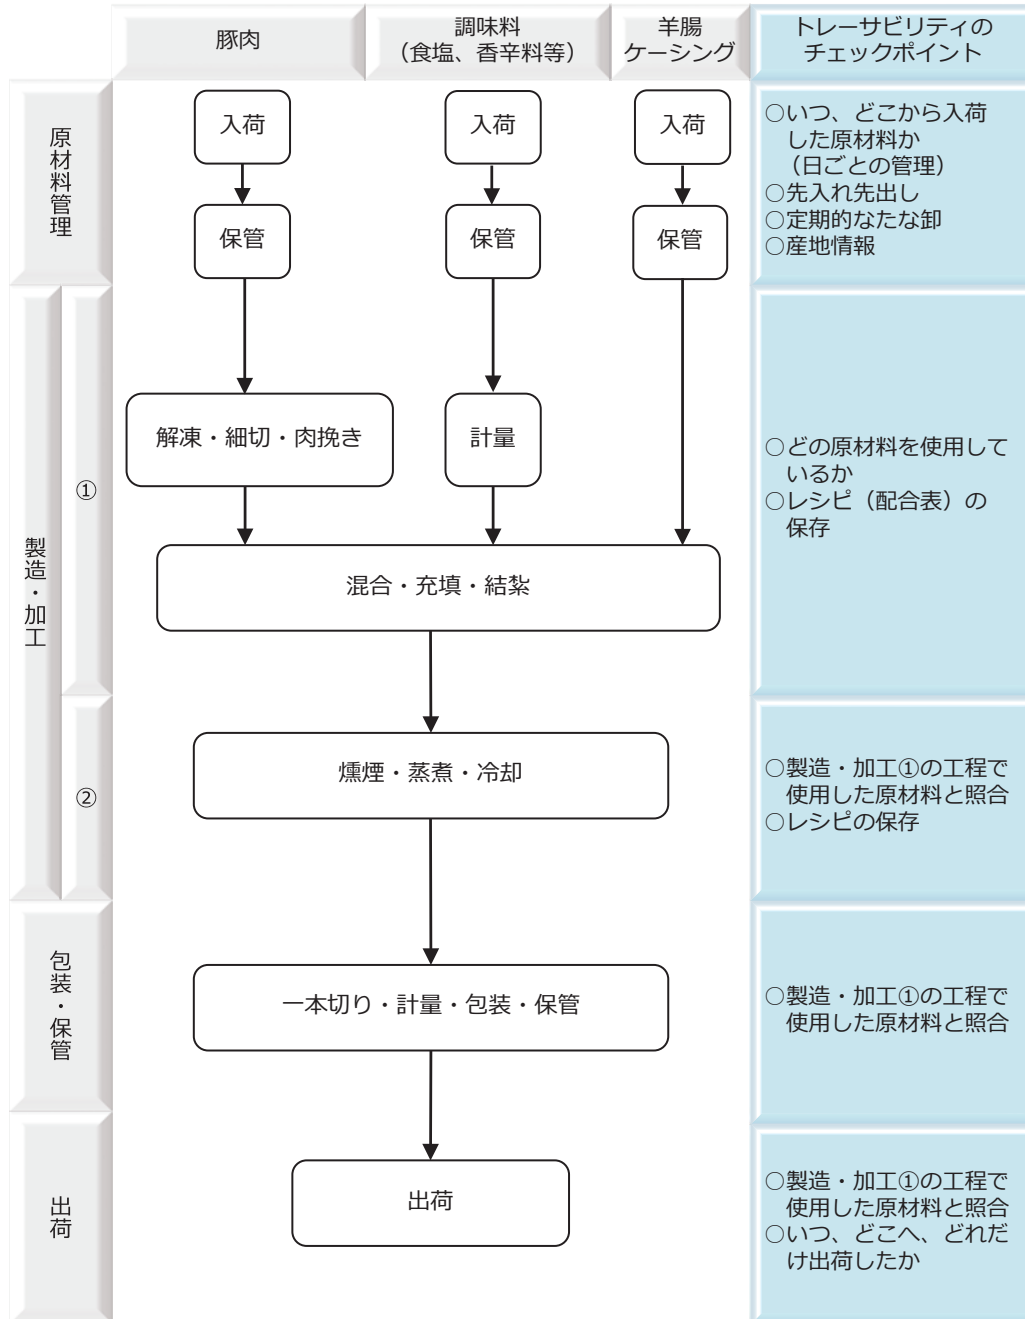 豚肉
調味料
（食塩、香辛料等）
羊腸
ケーシング
トレーサビリティの
チェックポイント
原材料管理
入荷
入荷
入荷
保管
保管
保管
○いつ、どこから入荷
した原材料か
（日ごとの管理）
○先入れ先出し
○定期的なたな卸
○産地情報
製造・加工
①
解凍・細切・肉挽き
計量
混合・充填・結紮
○どの原材料を使用して
いるか
○レシピ（配合表）の
保存
②
燻煙・蒸煮・冷却
○製造・加工①の工程で
使用した原材料と照合
○レシピの保存
包装・保管
一本切り・計量・包装・保管
○製造・加工①の工程で
使用した原材料と照合
出荷
出荷
○製造・加工①の工程で
使用した原材料と照合
○いつ、どこへ、どれだ
け出荷したか